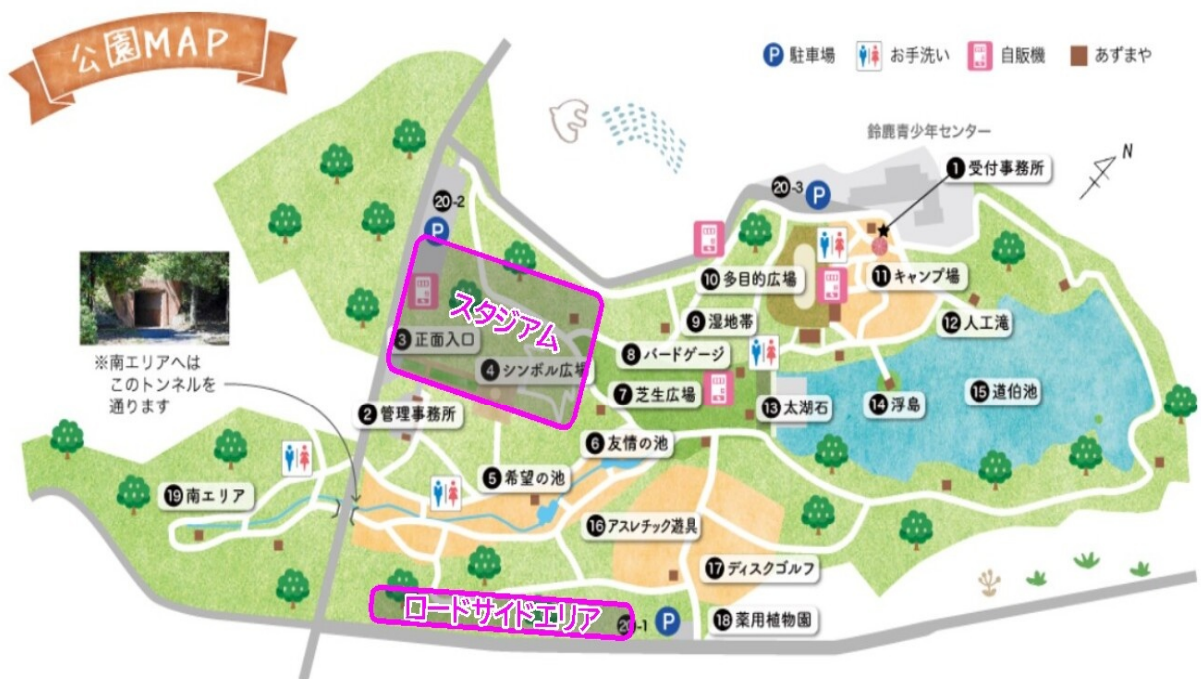 公園MAP
P 駐車場
お手洗い
自販機
あずまや
鈴鹿青少年センター
N
1 受付事務所
20-3 P
20-2
P
スタジアム
10 多目的広場
11 キャンプ場
9 湿地帯
12 人工滝
3 正面入口
8 バードゲージ
4 シンボル広場
7 芝生広場
15 道伯池
14 浮島
13 太湖石
※南エリアへは
このトンネルを
通ります
2 管理事務所
6 友情の池
5 希望の池
19 南エリア
16 アスレチック遊具
17 ディスクゴルフ
ロードサイドエリア
20-1 P
18 薬用植物園